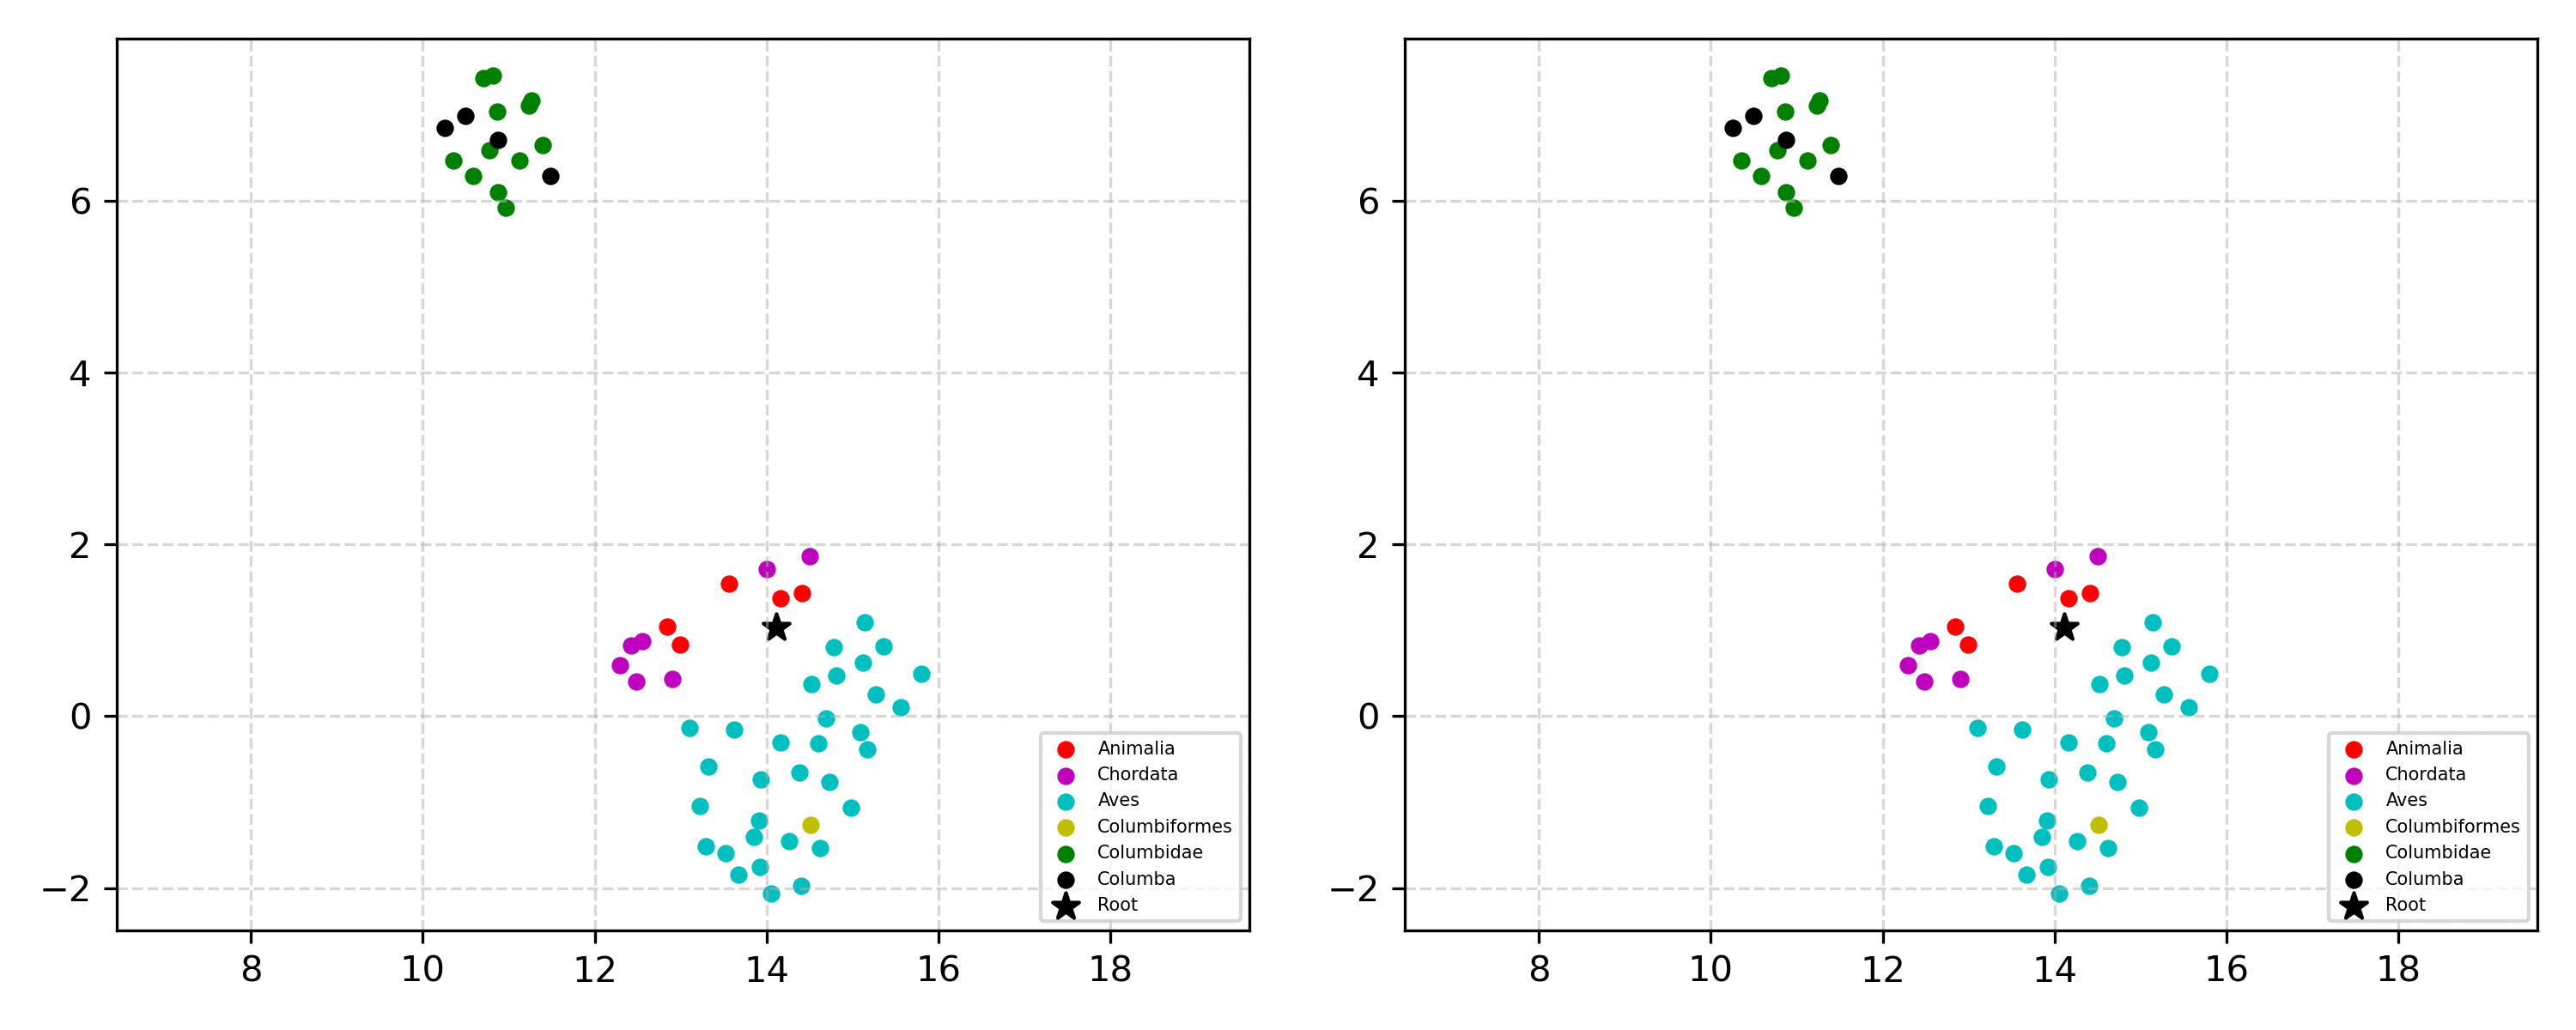 6
4
2
0
−2
8 10 12 14 16 18
Animalia
Chordata
Aves
Columbiformes
Columbidae
Columba
Root
6
4
2
0
−2
8 10 12 14 16 18
Animalia
Chordata
Aves
Columbiformes
Columbidae
Columba
Root